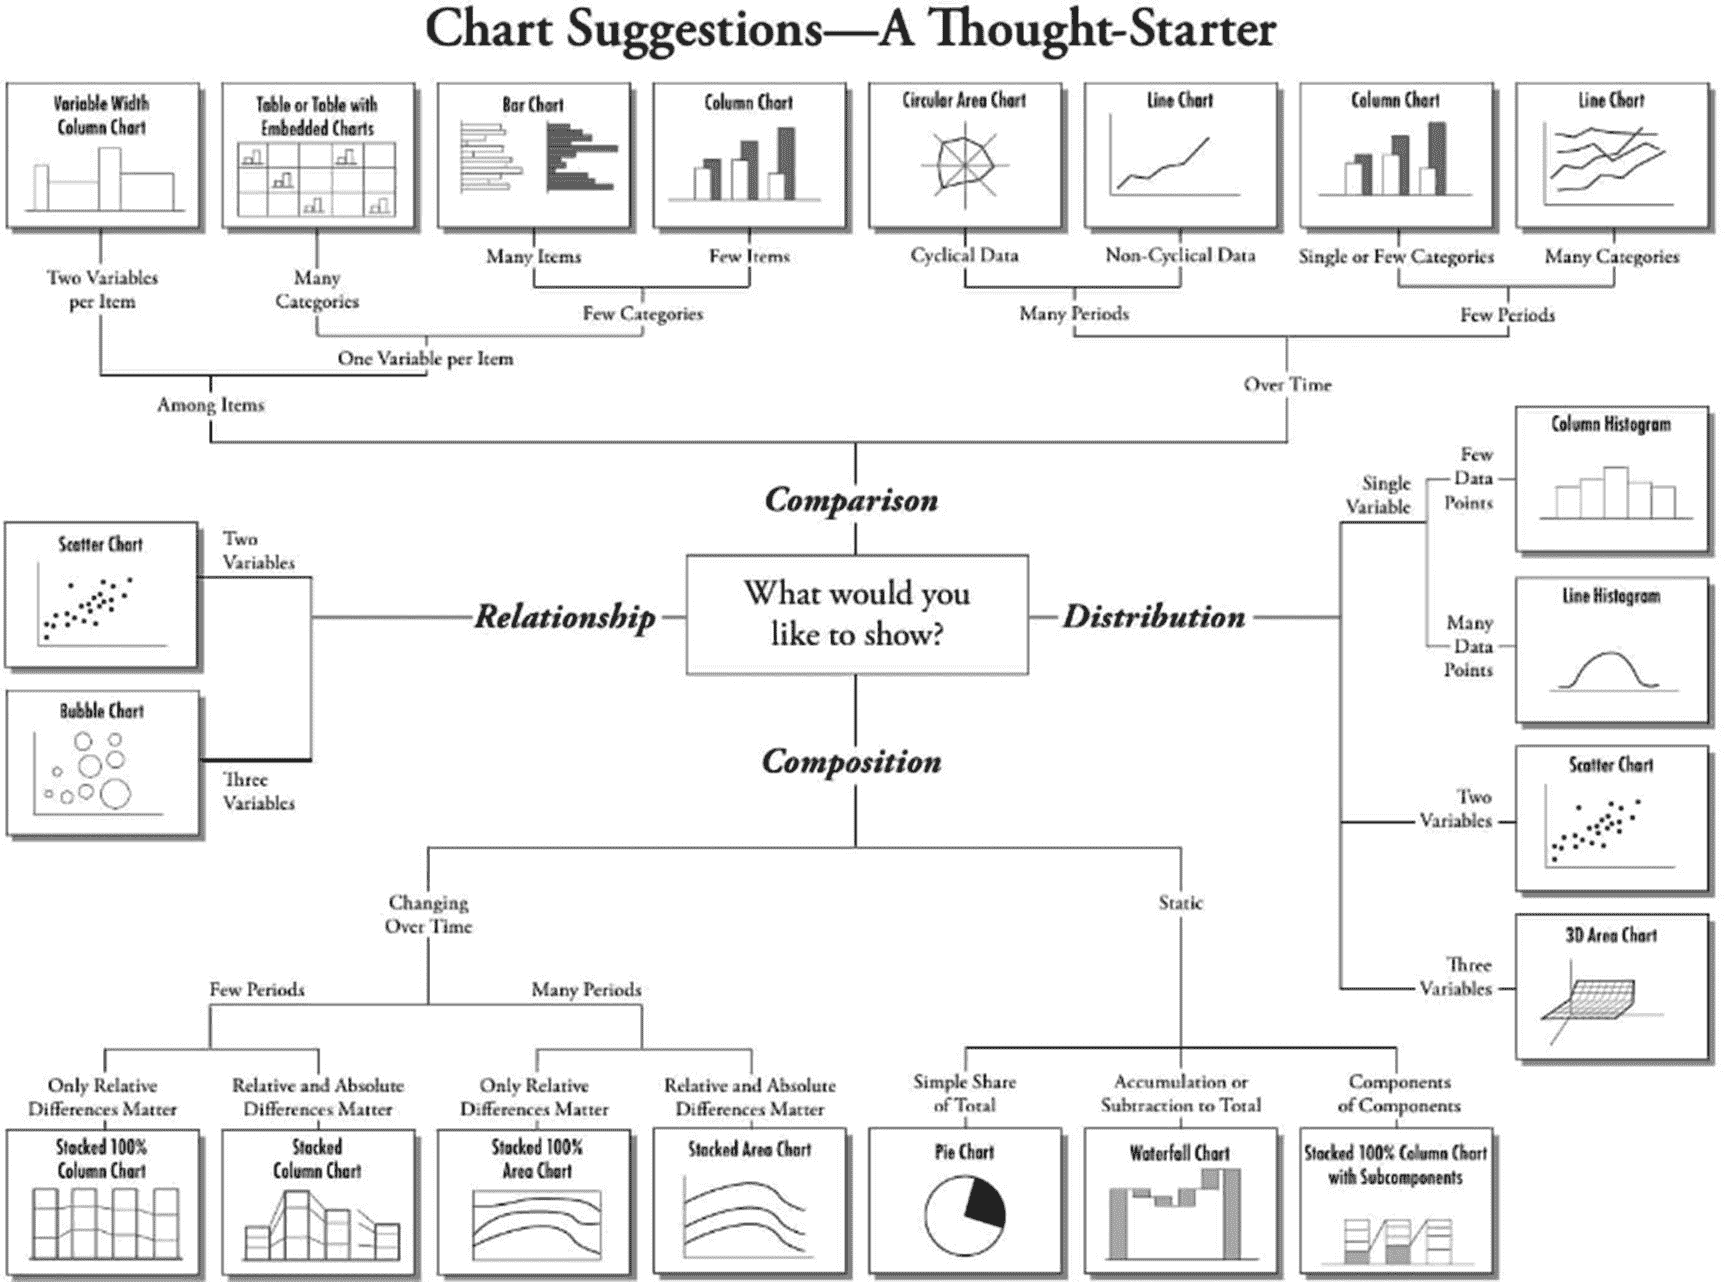 Chart Suggestions—A Thought-Starter
Variable Width
Column Chart
Table or Table with
Embedded Charts
Bar Chart
Column Chart
Circular Area Chart
Line Chart
Column Chart
Line Chart
Two Variables
per Item
Many
Categories
Many Items
Few Items
Cyclical Data
Non-Cyclical Data
Single or Few Categories
Many Categories
Few Categories
Many Periods
Few Periods
One Variable per Item
Among Items
Over Time
Comparison
What would you
like to show?
Relationship
Two
Variables
Scatter Chart
Three
Variables
Bubble Chart
Distribution
Single
Variable
Few
Data
Points
Column Histogram
Many
Data
Points
Line Histogram
Two
Variables
Scatter Chart
Three
Variables
3D Area Chart
Composition
Changing
Over Time
Static
Few Periods
Many Periods
Only Relative
Differences Matter
Relative and Absolute
Differences Matter
Only Relative
Differences Matter
Relative and Absolute
Differences Matter
Simple Share
of Total
Accumulation or
Subtraction to Total
Components
of Components
Stacked 100%
Column Chart
Stacked
Column Chart
Stacked 100%
Area Chart
Stacked Area Chart
Pie Chart
Waterfall Chart
Stacked 100% Column Chart
with Subcomponents